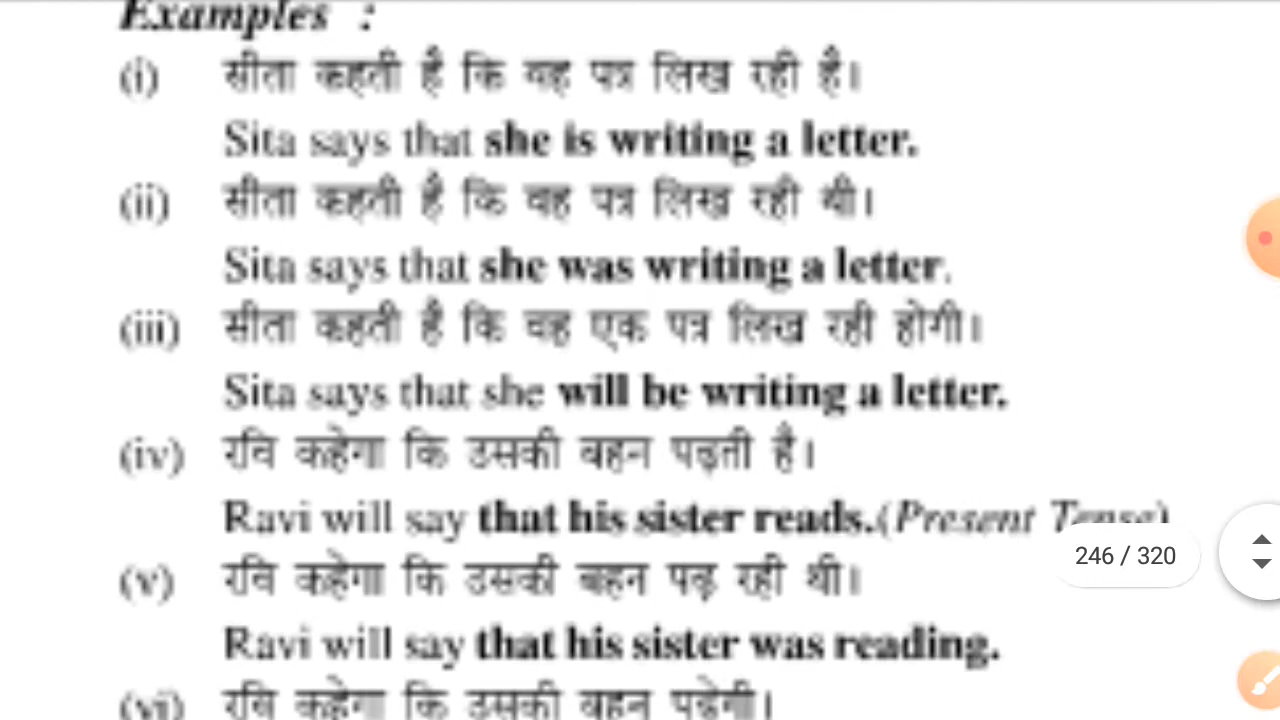 Examples :
(i) सीता कहती है कि वह पत्र लिख रही है।
Sita says that she is writing a letter.
(ii) सीता कहती है कि वह पत्र लिख रही थी।
Sita says that she was writing a letter.
(iii) सीता कहती है कि वह एक पत्र लिख रही होगी।
Sita says that she will be writing a letter.
(iv) रवि कहेगा कि उसकी बहन पढ़ती है।
Ravi will say that his sister reads.(Present Tense)
246 / 320
(v) रवि कहेगा कि उसकी बहन पढ़ रही थी।
Ravi will say that his sister was reading.
(vi) रवि कहेगा कि उसकी बहन पढ़ेगी।